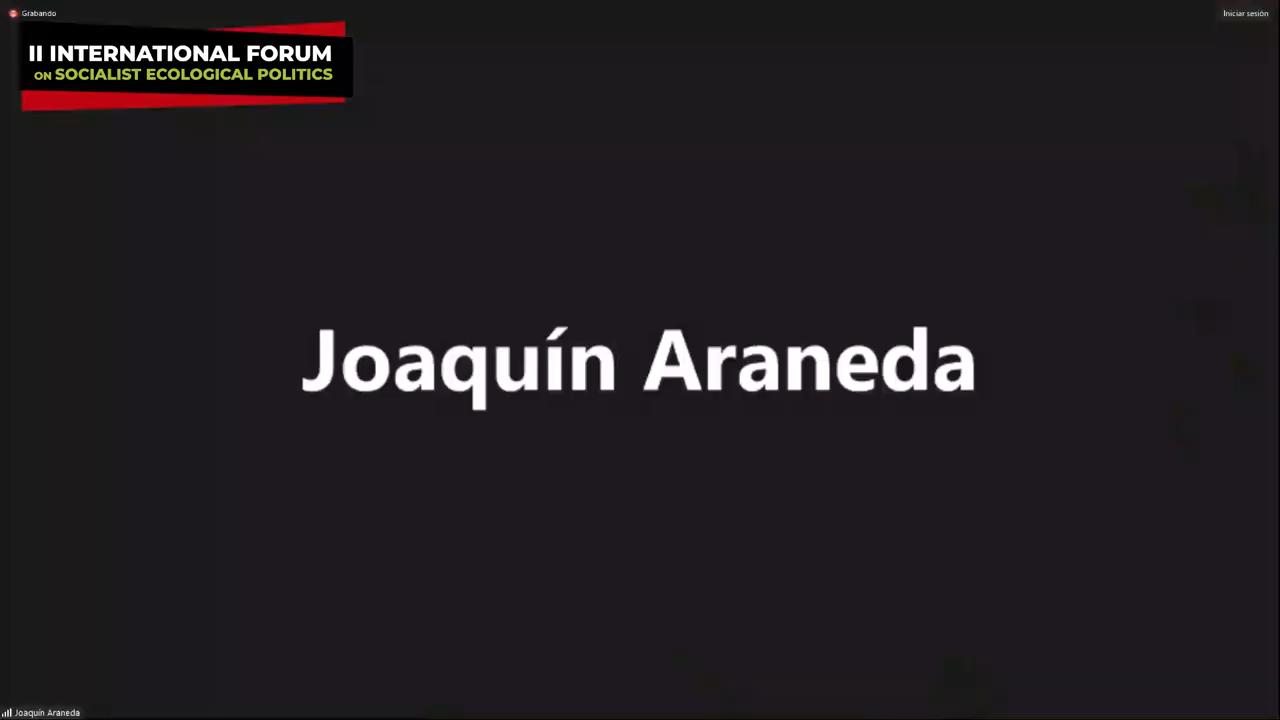 Grabando
Iniciar sesión
II INTERNATIONAL FORUM
ON SOCIALIST ECOLOGICAL POLITICS
Joaquín Araneda
Joaquín Araneda